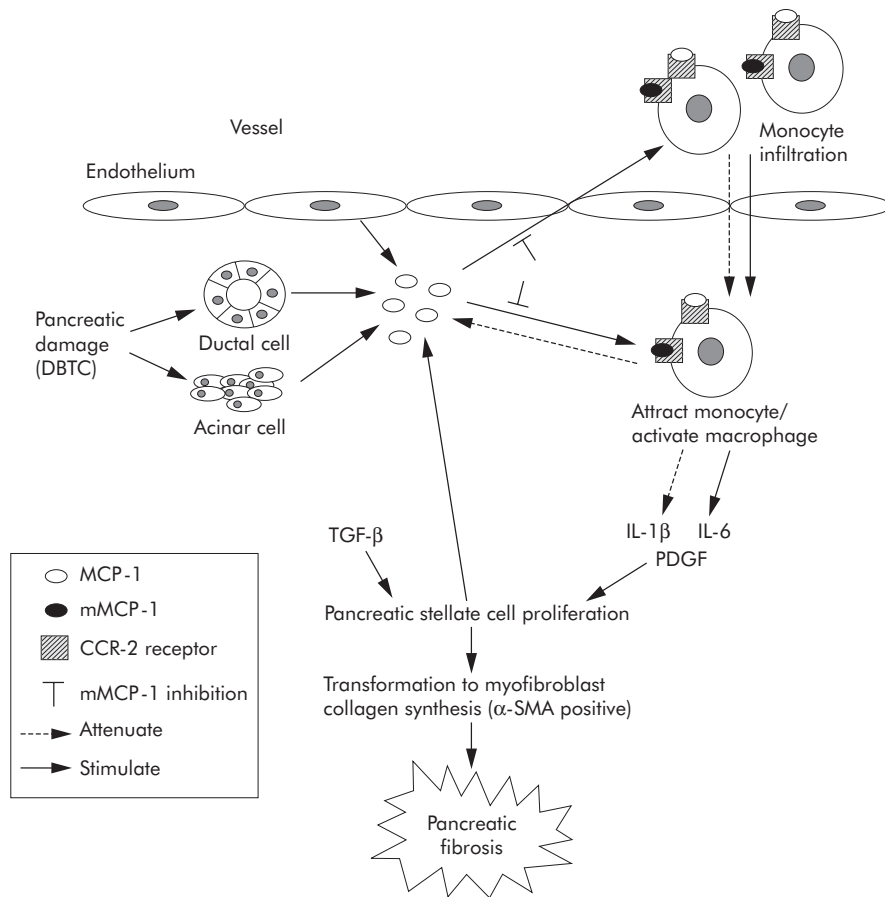 Vessel
Monocyte
infiltration
Endothelium
Pancreatic
damage
(DBTC)
Ductal cell
Acinar cell
Attract monocyte/
activate macrophage
TGF-β
IL-1β IL-6
PDGF
Pancreatic stellate cell proliferation
Transformation to myofibroblast
collagen synthesis (α-SMA positive)
Pancreatic
fibrosis
MCP-1
mMCP-1
CCR-2 receptor
mMCP-1 inhibition
Attenuate
Stimulate